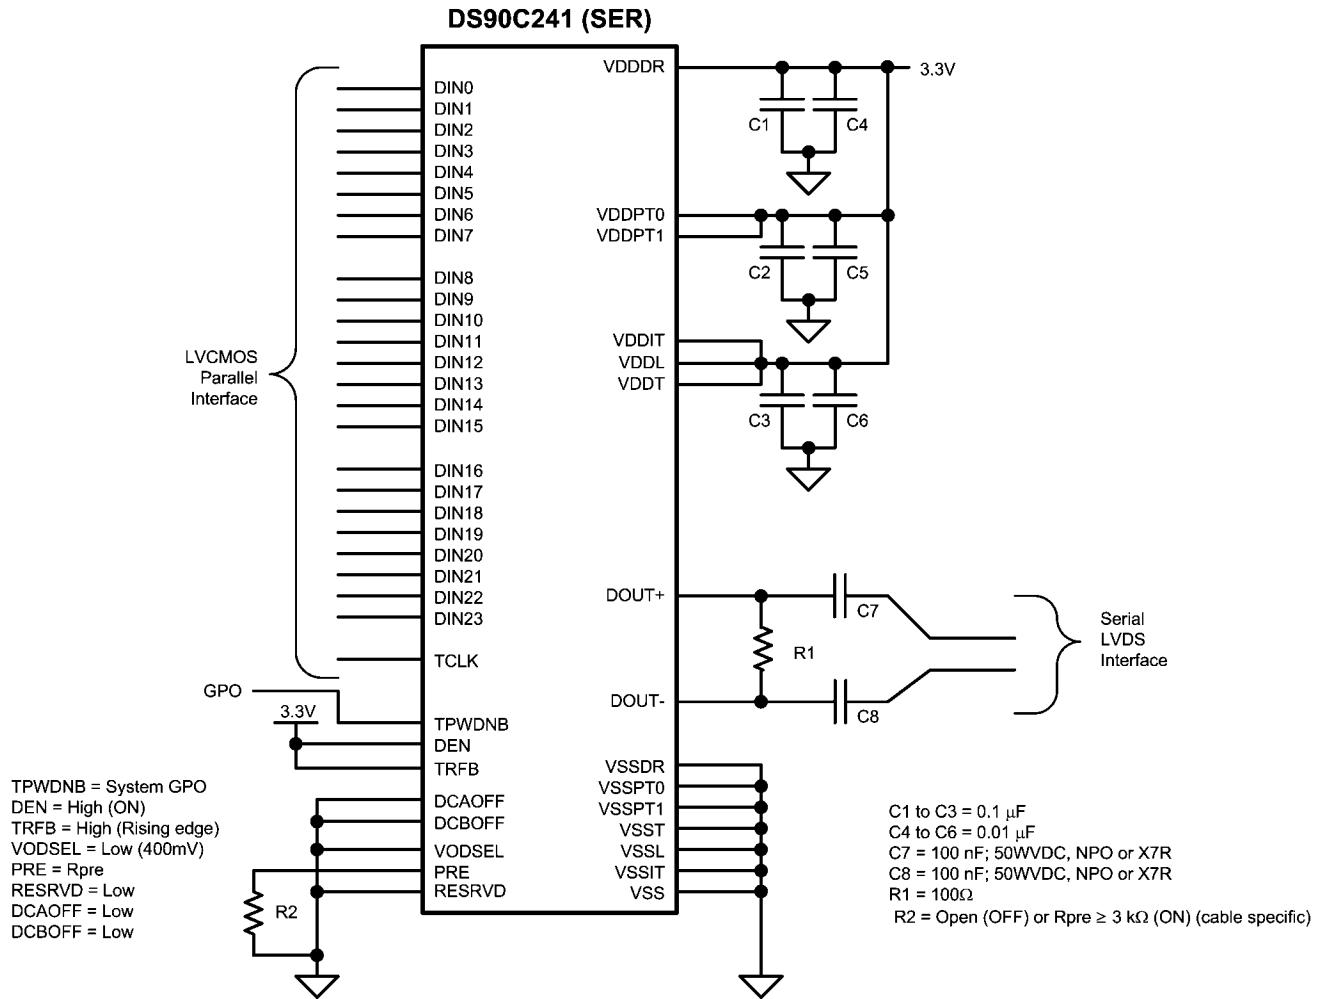 DS90C241 (SER)
VDDDR
3.3V
DIN0
DIN1
DIN2
DIN3
DIN4
DIN5
DIN6
DIN7
C1
C4
VDDPT0
VDDPT1
DIN8
DIN9
DIN10
DIN11
DIN12
DIN13
DIN14
DIN15
C2
C5
VDDIT
VDDL
VDDT
LVCMOS
Parallel
Interface
C3
C6
DIN16
DIN17
DIN18
DIN19
DIN20
DIN21
DIN22
DIN23
TCLK
DOUT+
C7
R1
DOUT-
C8
Serial
LVDS
Interface
GPO
3.3V
TPWDNB
DEN
TRFB
DCAOFF
DCBOFF
VODSEL
PRE
RESRVD
R2
VSSDR
VSSPT0
VSSPT1
VSST
VSSL
VSSIT
VSS
TPWDNB = System GPO
DEN = High (ON)
TRFB = High (Rising edge)
VODSEL = Low (400mV)
PRE = Rpre
RESRVD = Low
DCAOFF = Low
DCBOFF = Low
C1 to C3 = 0.1 μF
C4 to C6 = 0.01 μF
C7 = 100 nF; 50WVDC, NPO or X7R
C8 = 100 nF; 50WVDC, NPO or X7R
R1 = 100Ω
R2 = Open (OFF) or Rpre ≥ 3 kΩ (ON) (cable specific)